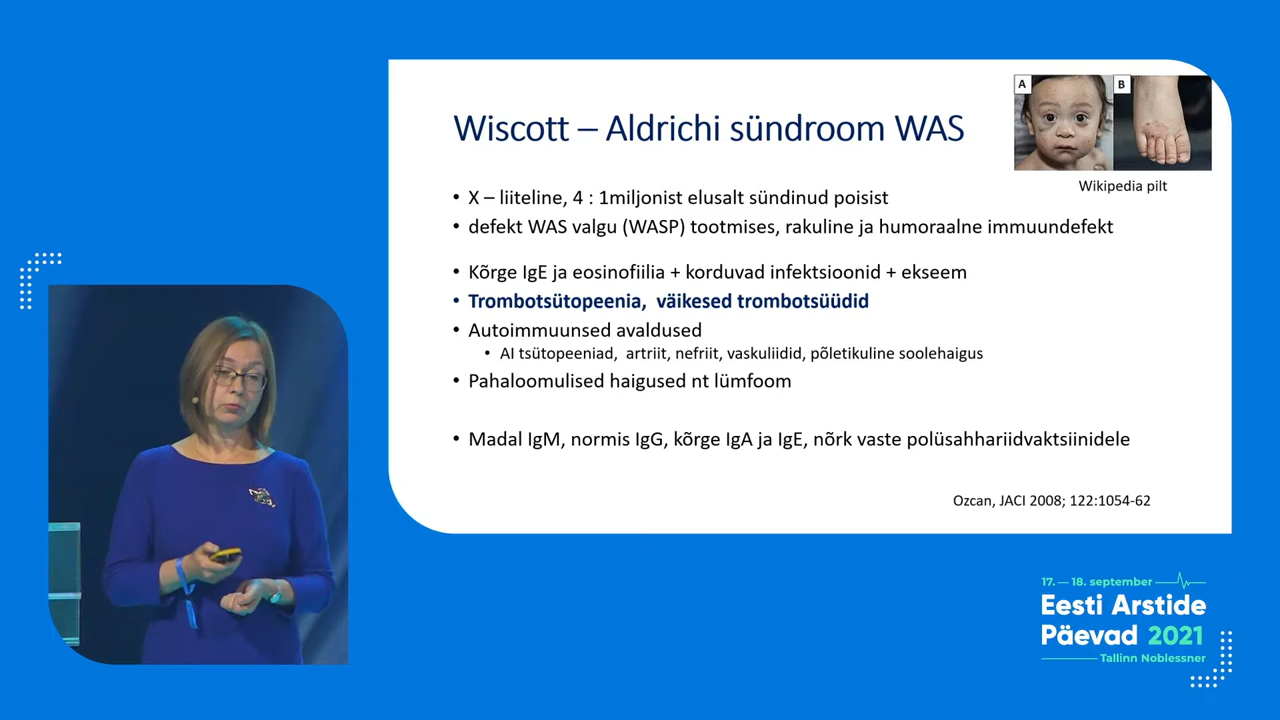 Wiscott – Aldrichi sündroom WAS
A
B
Wikipedia pilt
• X – liiteline, 4 : 1miljonist elusalt sündinud poisist
• defekt WAS valgu (WASP) tootmises, rakuline ja humoraalne immuundefekt
• Kõrge IgE ja eosinofiilia + korduvad infektsioonid + ekseem
• Trombotsütopeenia, väikesed trombotsüüdid
• Autoimmuunsed avaldused
• AI tsütopeeniad, artriit, nefriit, vaskuliidid, põletikuline soolehaigus
• Pahaloomulised haigused nt lümfoom
• Madal IgM, normis IgG, kõrge IgA ja IgE, nõrk vaste polüsahhariidvaktsiinidele
Ozcan, JACI 2008; 122:1054-62
17. — 18. september
Eesti Arstide
Päevad 2021
Tallinn Noblessner